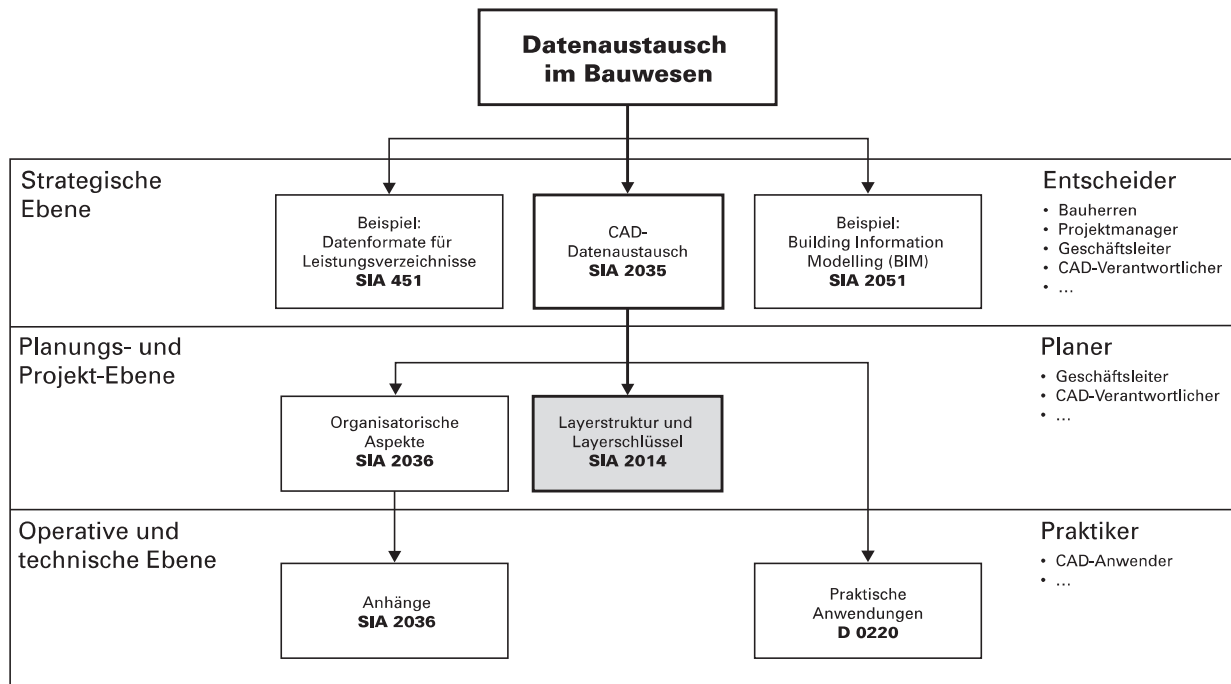 Datenaustausch
im Bauwesen
Strategische
Ebene
Beispiel:
Datenformate für
Leistungsverzeichnisse
SIA 451
CAD-
Datenaustausch
SIA 2035
Beispiel:
Building Information
Modelling (BIM)
SIA 2051
Entscheider
• Bauherren
• Projektmanager
• Geschäftsleiter
• CAD-Verantwortlicher
• ...
Planungs- und
Projekt-Ebene
Organisatorische
Aspekte
SIA 2036
Layerstruktur und
Layerschlüssel
SIA 2014
Planer
• Geschäftsleiter
• CAD-Verantwortlicher
• ...
Operative und
technische Ebene
Anhänge
SIA 2036
Praktische
Anwendungen
D 0220
Praktiker
• CAD-Anwender
• ...